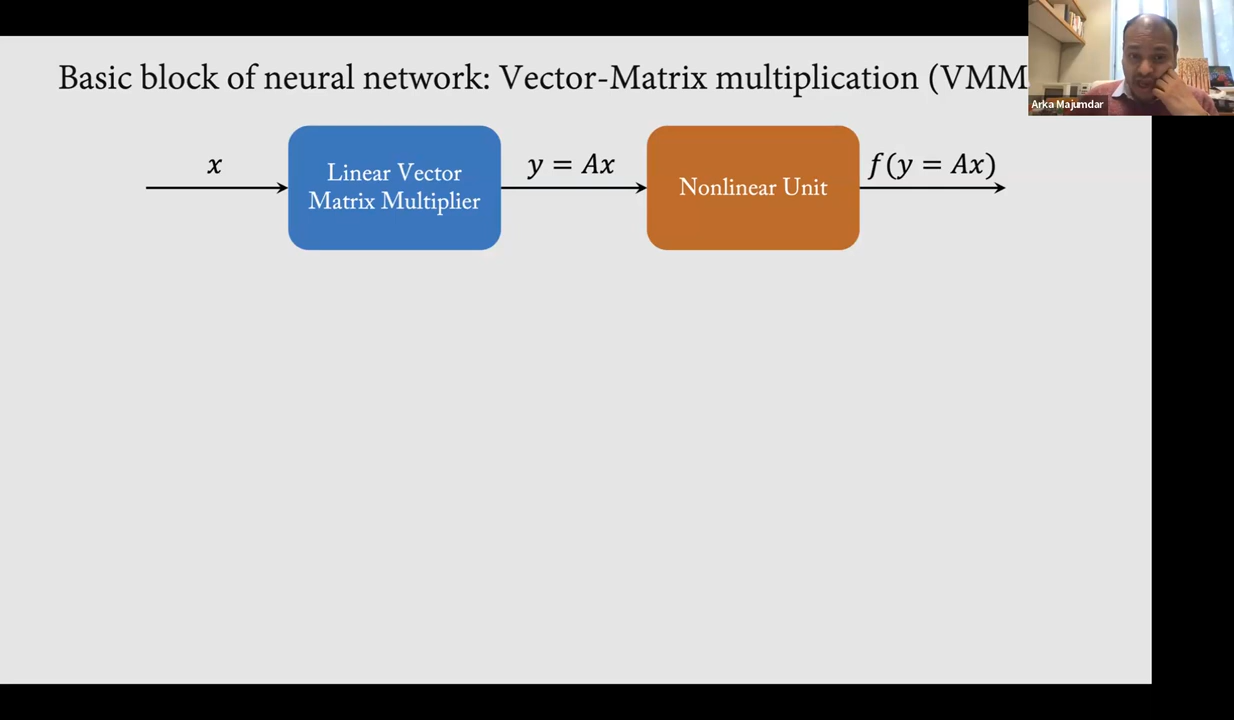 Basic block of neural network: Vector-Matrix multiplication (VMM
Arka Majumdar
x
Linear Vector
Matrix Multiplier
y = Ax
Nonlinear Unit
f(y = Ax)